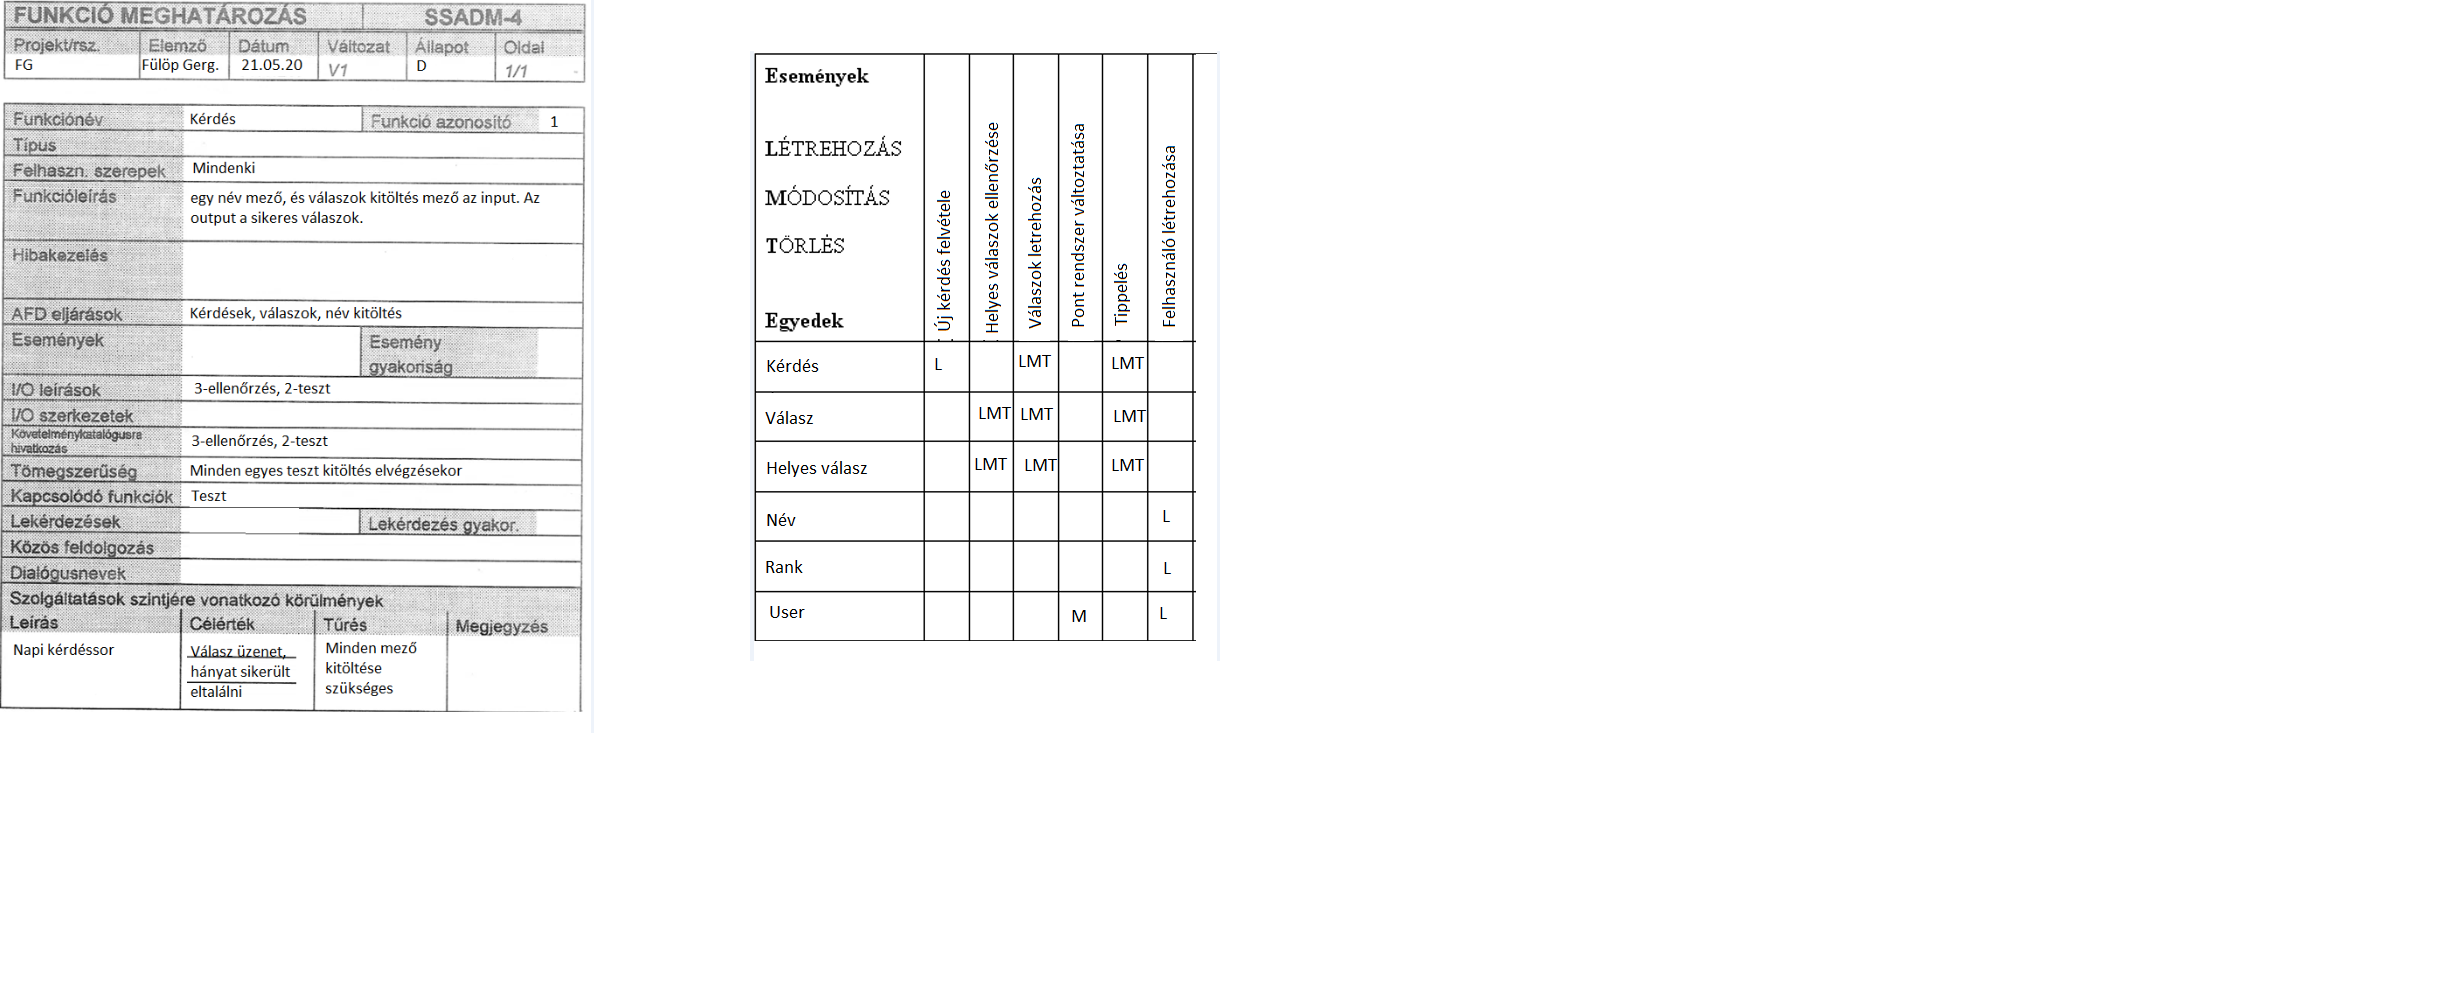 FUNKCIÓ MEGHATÁROZÁS SSADM-4
Projekt/rsz. Elemző Dátum Változat Állapot Oldal
FG Fülöp Gerg. 21.05.20 V1 D 1/1
Funkciónév Kérdés Funkció azonosító 1
Típus
Felhaszn. szerepek Mindenki
Funkcióleírás egy név mező, és válaszok kitöltés mező az input. Az
output a sikeres válaszok.
Hibakezelés
AFD eljárások Kérdések, válaszok, név kitöltés
Események Esemény
gyakoriság
I/O leírások 3-ellenőrzés, 2-teszt
I/O szerkezetek
Követelménykatalógusra
hivatkozás 3-ellenőrzés, 2-teszt
Tömegszerűség Minden egyes teszt kitöltés elvégzésekor
Kapcsolódó funkciók Teszt
Lekérdezések Lekérdezés gyakor.
Közös feldolgozás
Dialógusnevek
Szolgáltatások szintjére vonatkozó körülmények
Leírás Célérték Tűrés Megjegyzés
Napi kérdéssor Válasz üzenet, Minden mező
hányat sikerült kitöltése
eltalálni szükséges
Események
LÉTREHOZÁS
MÓDOSÍTÁS
TÖRLÉS
Egyedek
Új kérdés felvétele
Helyes válaszok ellenőrzése
Válaszok letrehozás
Pont rendszer változtatása
Tippelés
Felhasználó létrehozása
Kérdés L LMT LMT
Válasz LMT LMT LMT
Helyes válasz LMT LMT LMT
Név L
Rank L
User M L